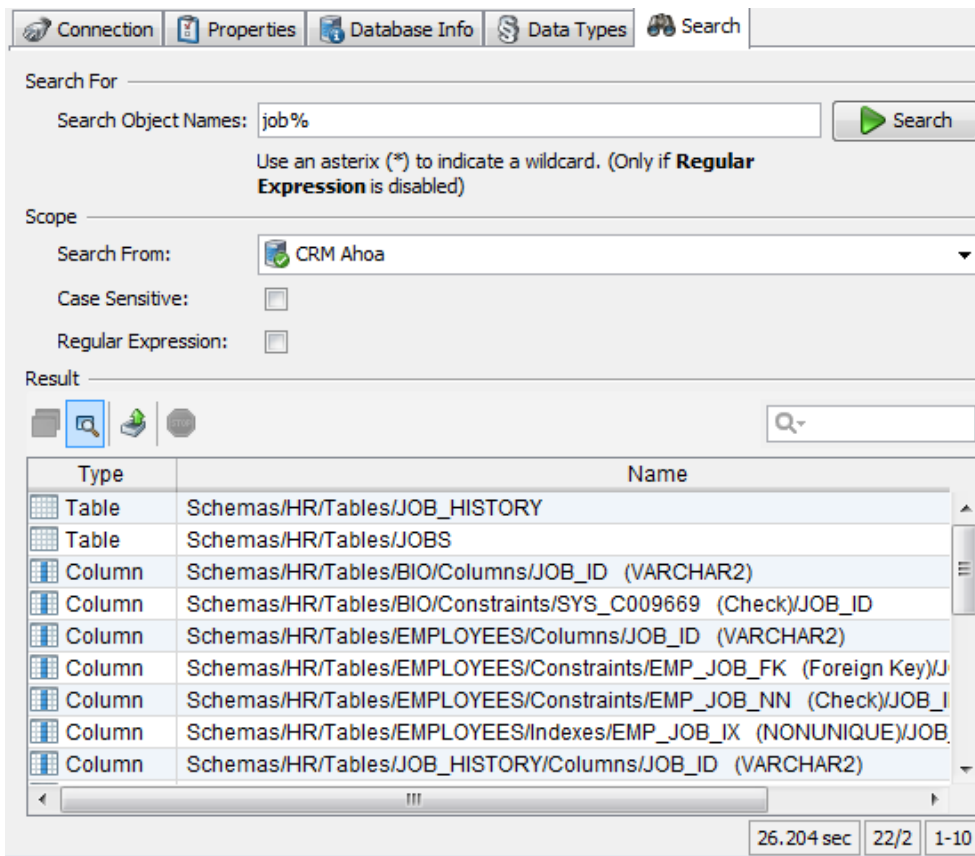 Connection Properties Database Info Data Types Search
Search For
Search Object Names: job% Search
Use an asterix (*) to indicate a wildcard. (Only if Regular
Expression is disabled)
Scope
Search From: CRM Ahoa
Case Sensitive:
Regular Expression:
Result
STOP
Type Name
Table Schemas/HR/Tables/JOB_HISTORY
Table Schemas/HR/Tables/JOBS
Column Schemas/HR/Tables/BIO/Columns/JOB_ID (VARCHAR2)
Column Schemas/HR/Tables/BIO/Constraints/SYS_C009669 (Check)/JOB_ID
Column Schemas/HR/Tables/EMPLOYEES/Columns/JOB_ID (VARCHAR2)
Column Schemas/HR/Tables/EMPLOYEES/Constraints/EMP_JOB_FK (Foreign Key)/J
Column Schemas/HR/Tables/EMPLOYEES/Constraints/EMP_JOB_NN (Check)/JOB_I
Column Schemas/HR/Tables/EMPLOYEES/Indexes/EMP_JOB_IX (NONUNIQUE)/JOB_
Column Schemas/HR/Tables/JOB_HISTORY/Columns/JOB_ID (VARCHAR2)
26.204 sec 22/2 1-10